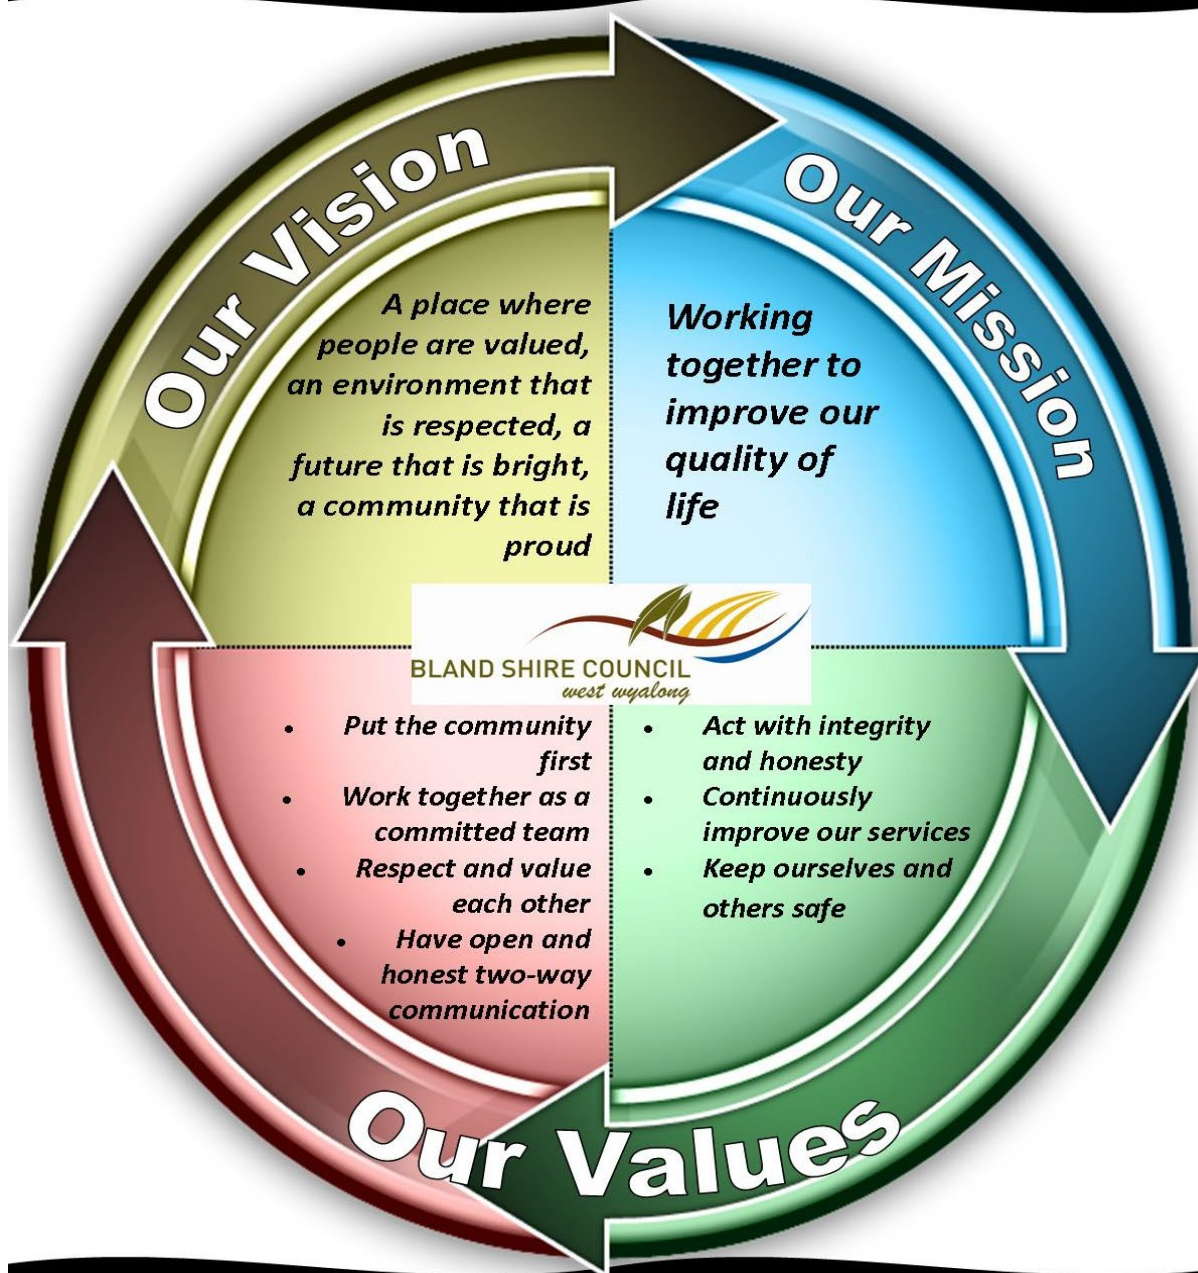 Our Vision
A place where
people are valued,
an environment that
is respected, a
future that is bright,
a community that is
proud
Our Mission
Working
together to
improve our
quality of
life
BLAND SHIRE COUNCIL
west wyalong
• Put the community
first
• Work together as a
committed team
• Respect and value
each other
• Have open and
honest two-way
communication
• Act with integrity
and honesty
• Continuously
improve our services
• Keep ourselves and
others safe
Our Values